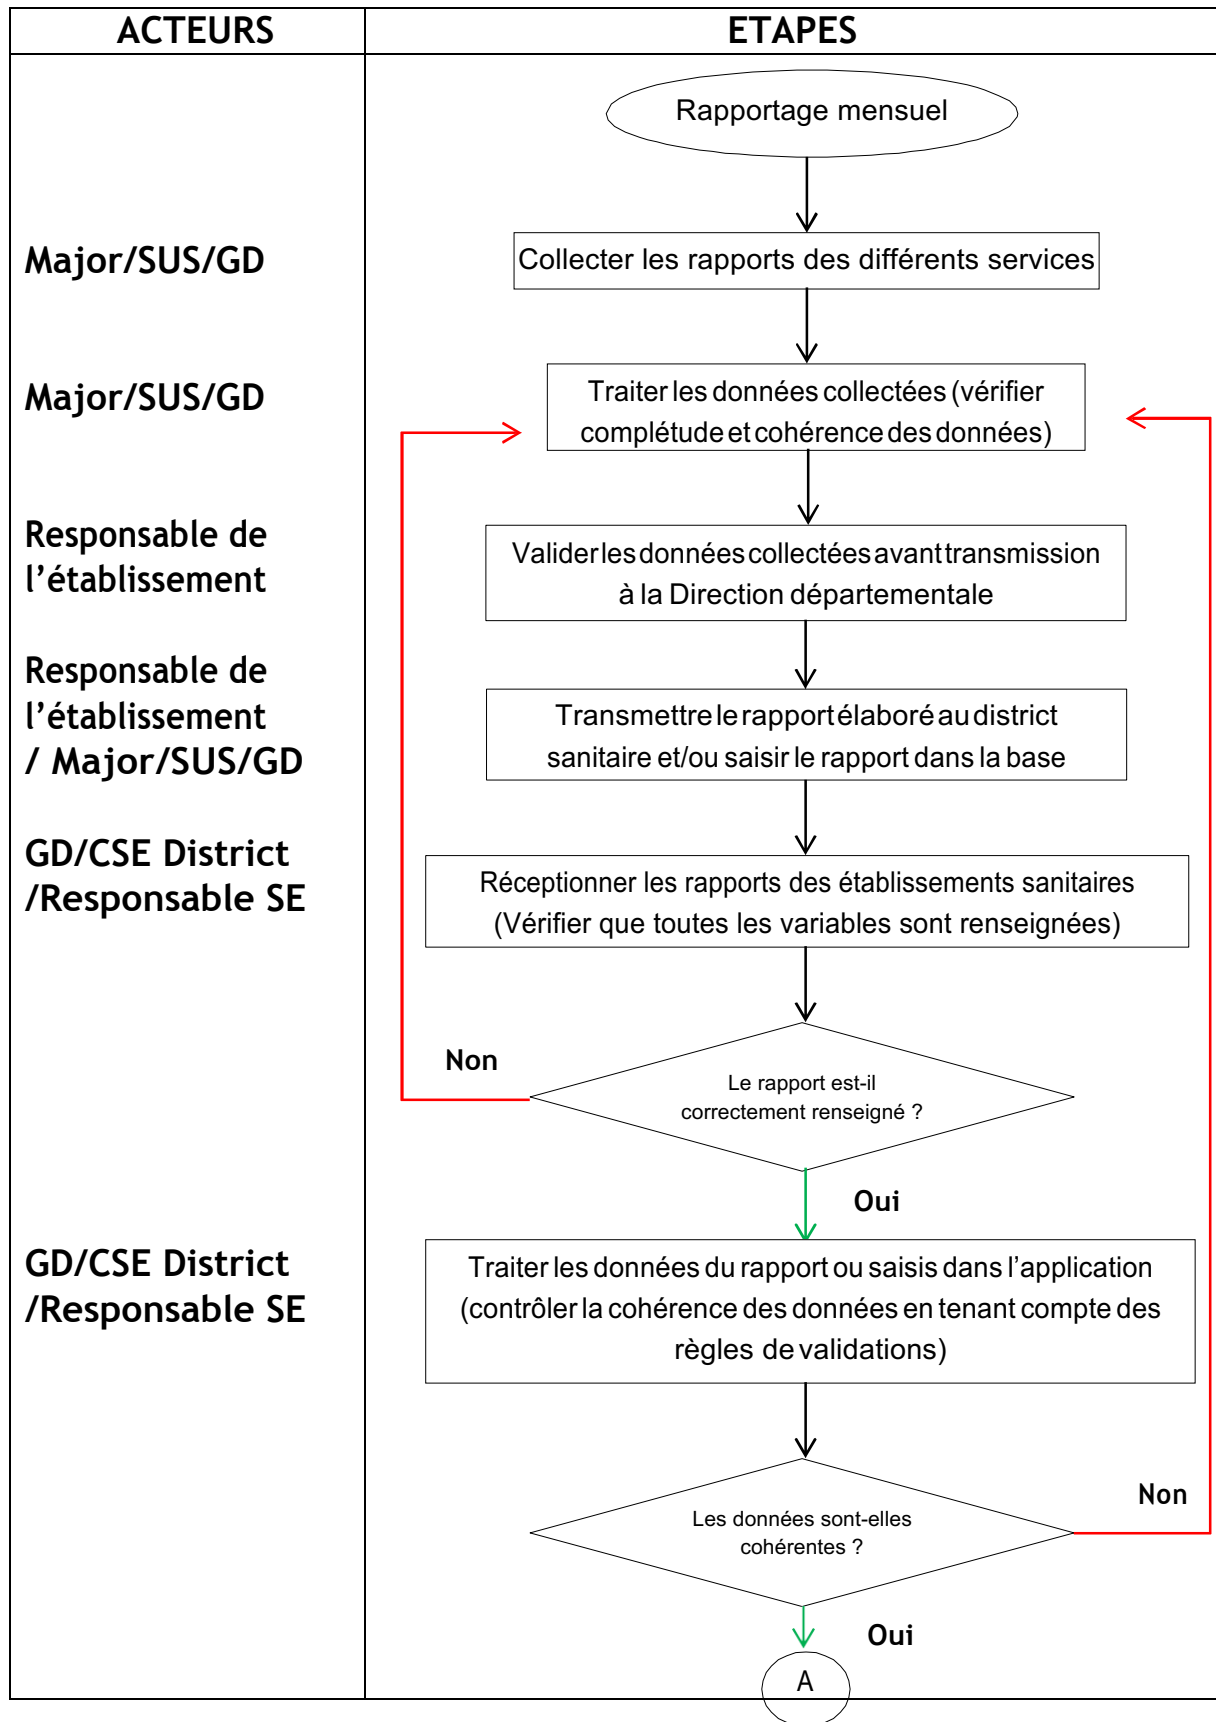 ACTEURS
ETAPES
Rapportage mensuel
Major/SUS/GD
Collecter les rapports des différents services
Major/SUS/GD
Traiter les données collectées (vérifier
complétude et cohérence des données)
Responsable de
l’établissement
Valider les données collectées avant transmission
à la Direction départementale
Responsable de
l’établissement
/ Major/SUS/GD
Transmettre le rapport élaboré au district
sanitaire et/ou saisir le rapport dans la base
GD/CSE District
/Responsable SE
Réceptionner les rapports des établissements sanitaires
(Vérifier que toutes les variables sont renseignées)
Non
Le rapport est-il
correctement renseigné ?
Oui
GD/CSE District
/Responsable SE
Traiter les données du rapport ou saisis dans l’application
(contrôler la cohérence des données en tenant compte des
règles de validations)
Non
Les données sont-elles
cohérentes ?
Oui
A